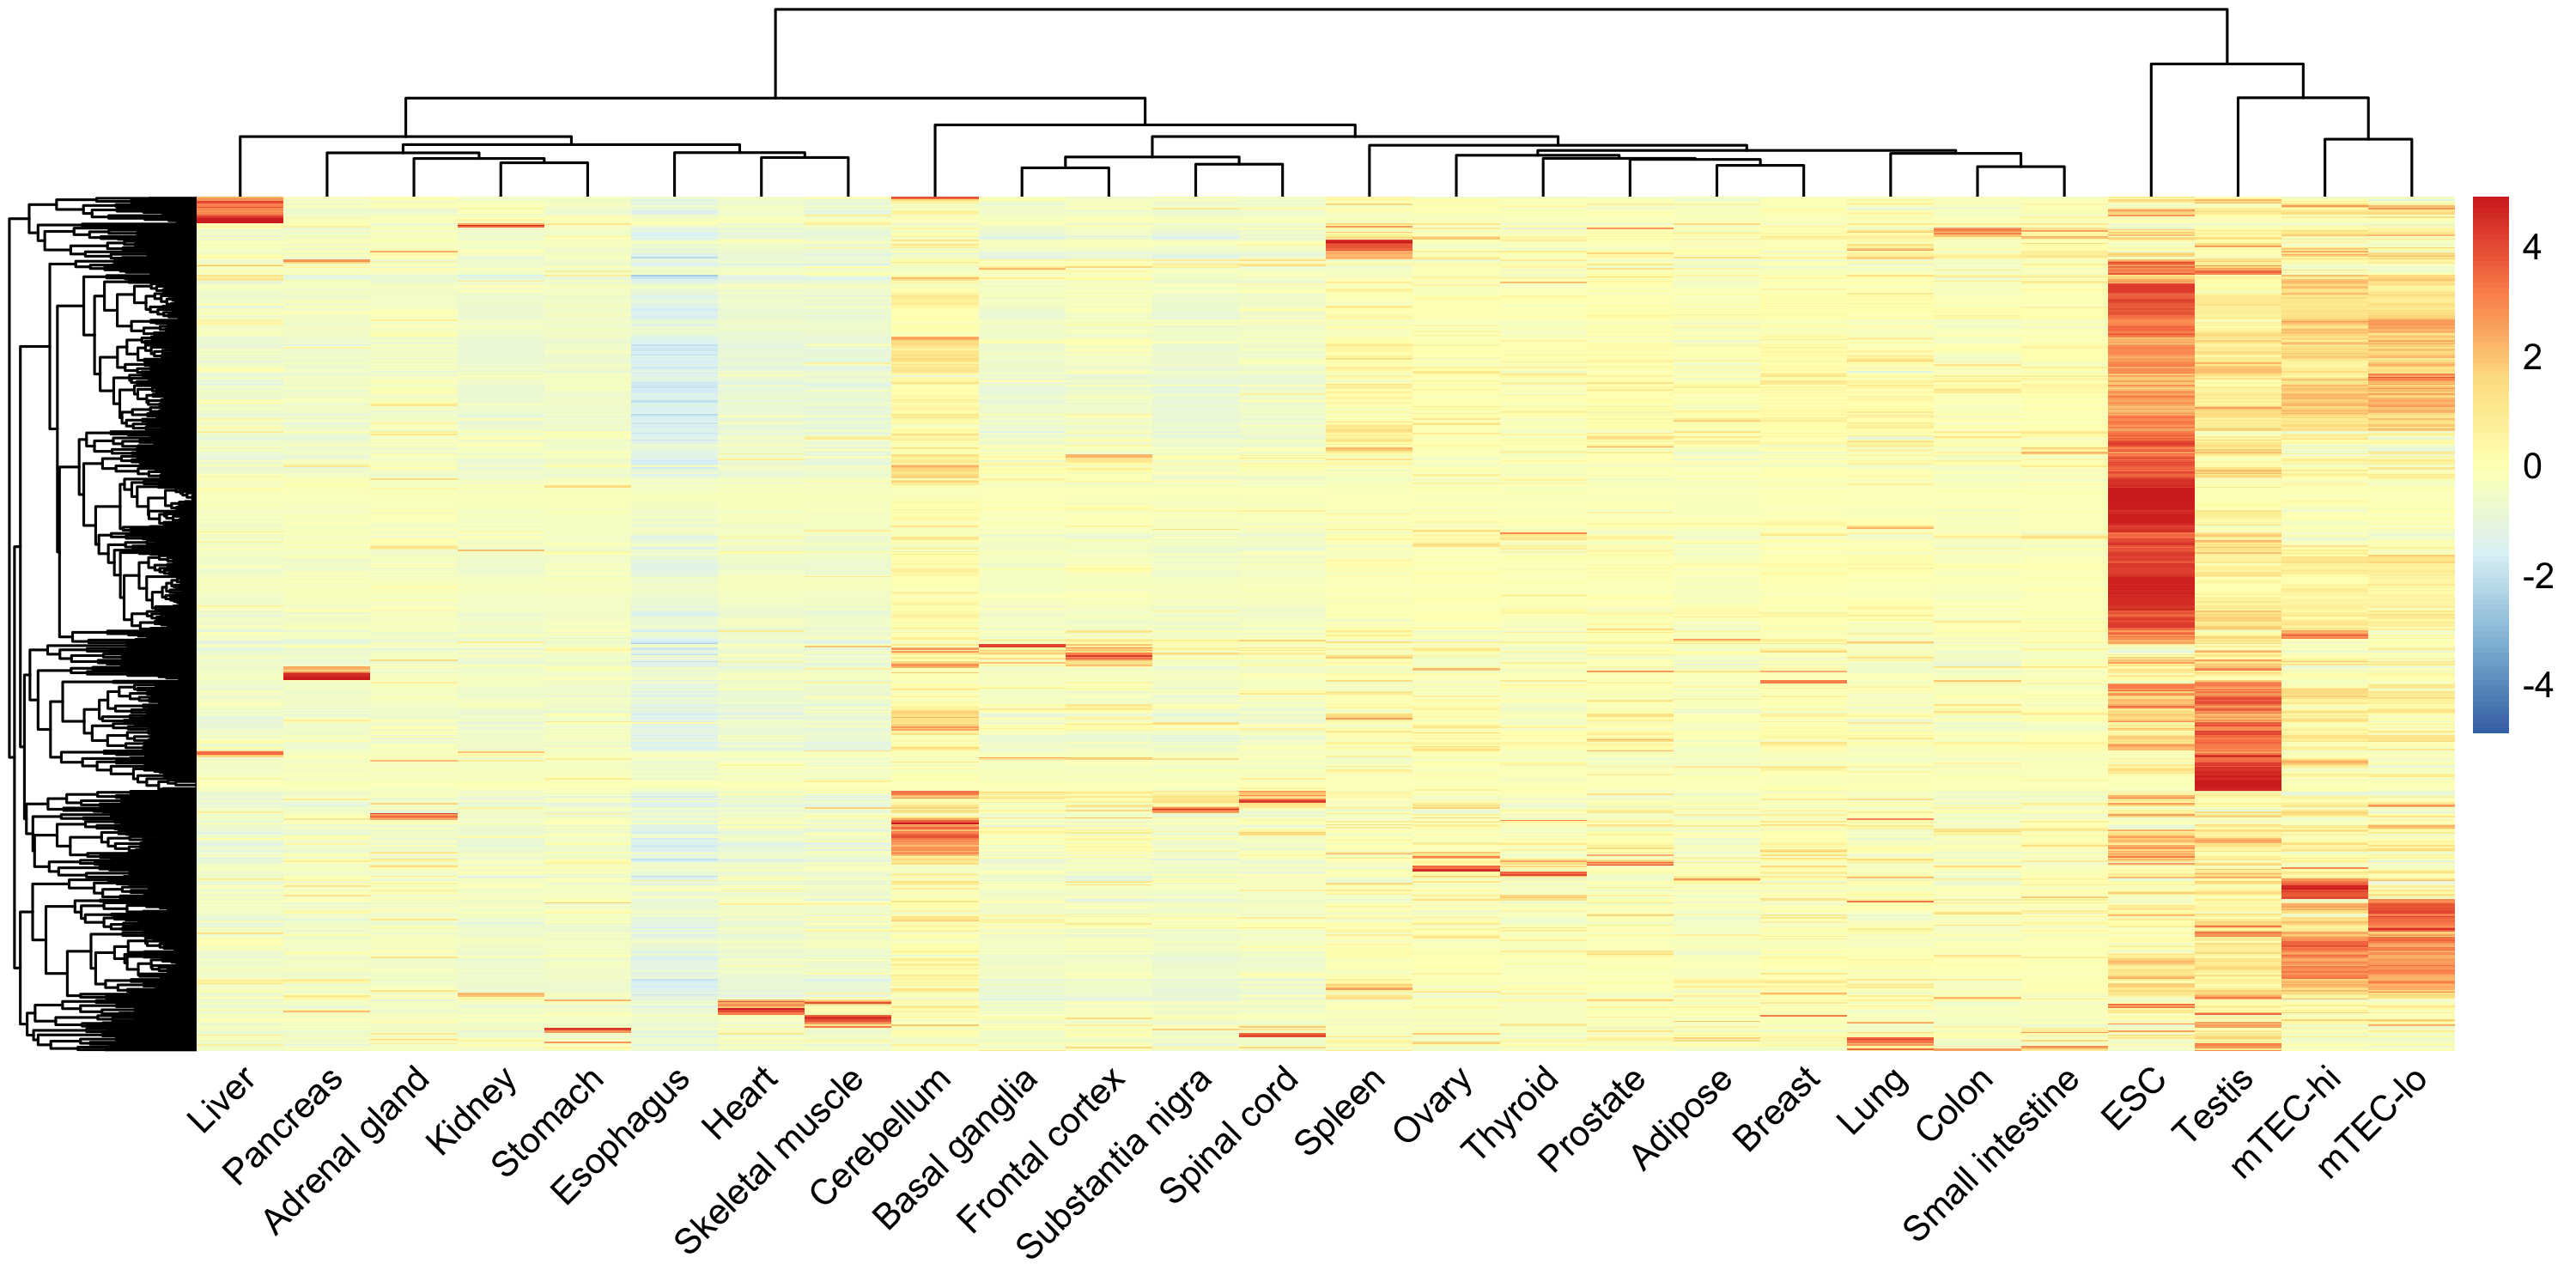 4
2
0
-2
-4
Liver
Pancreas
Adrenal gland
Kidney
Stomach
Esophagus
Heart
Skeletal muscle
Cerebellum
Basal ganglia
Frontal cortex
Substantia nigra
Spinal cord
Spleen
Ovary
Thyroid
Prostate
Adipose
Breast
Lung
Colon
Small intestine
ESC
Testis
mTEC-hi
mTEC-lo